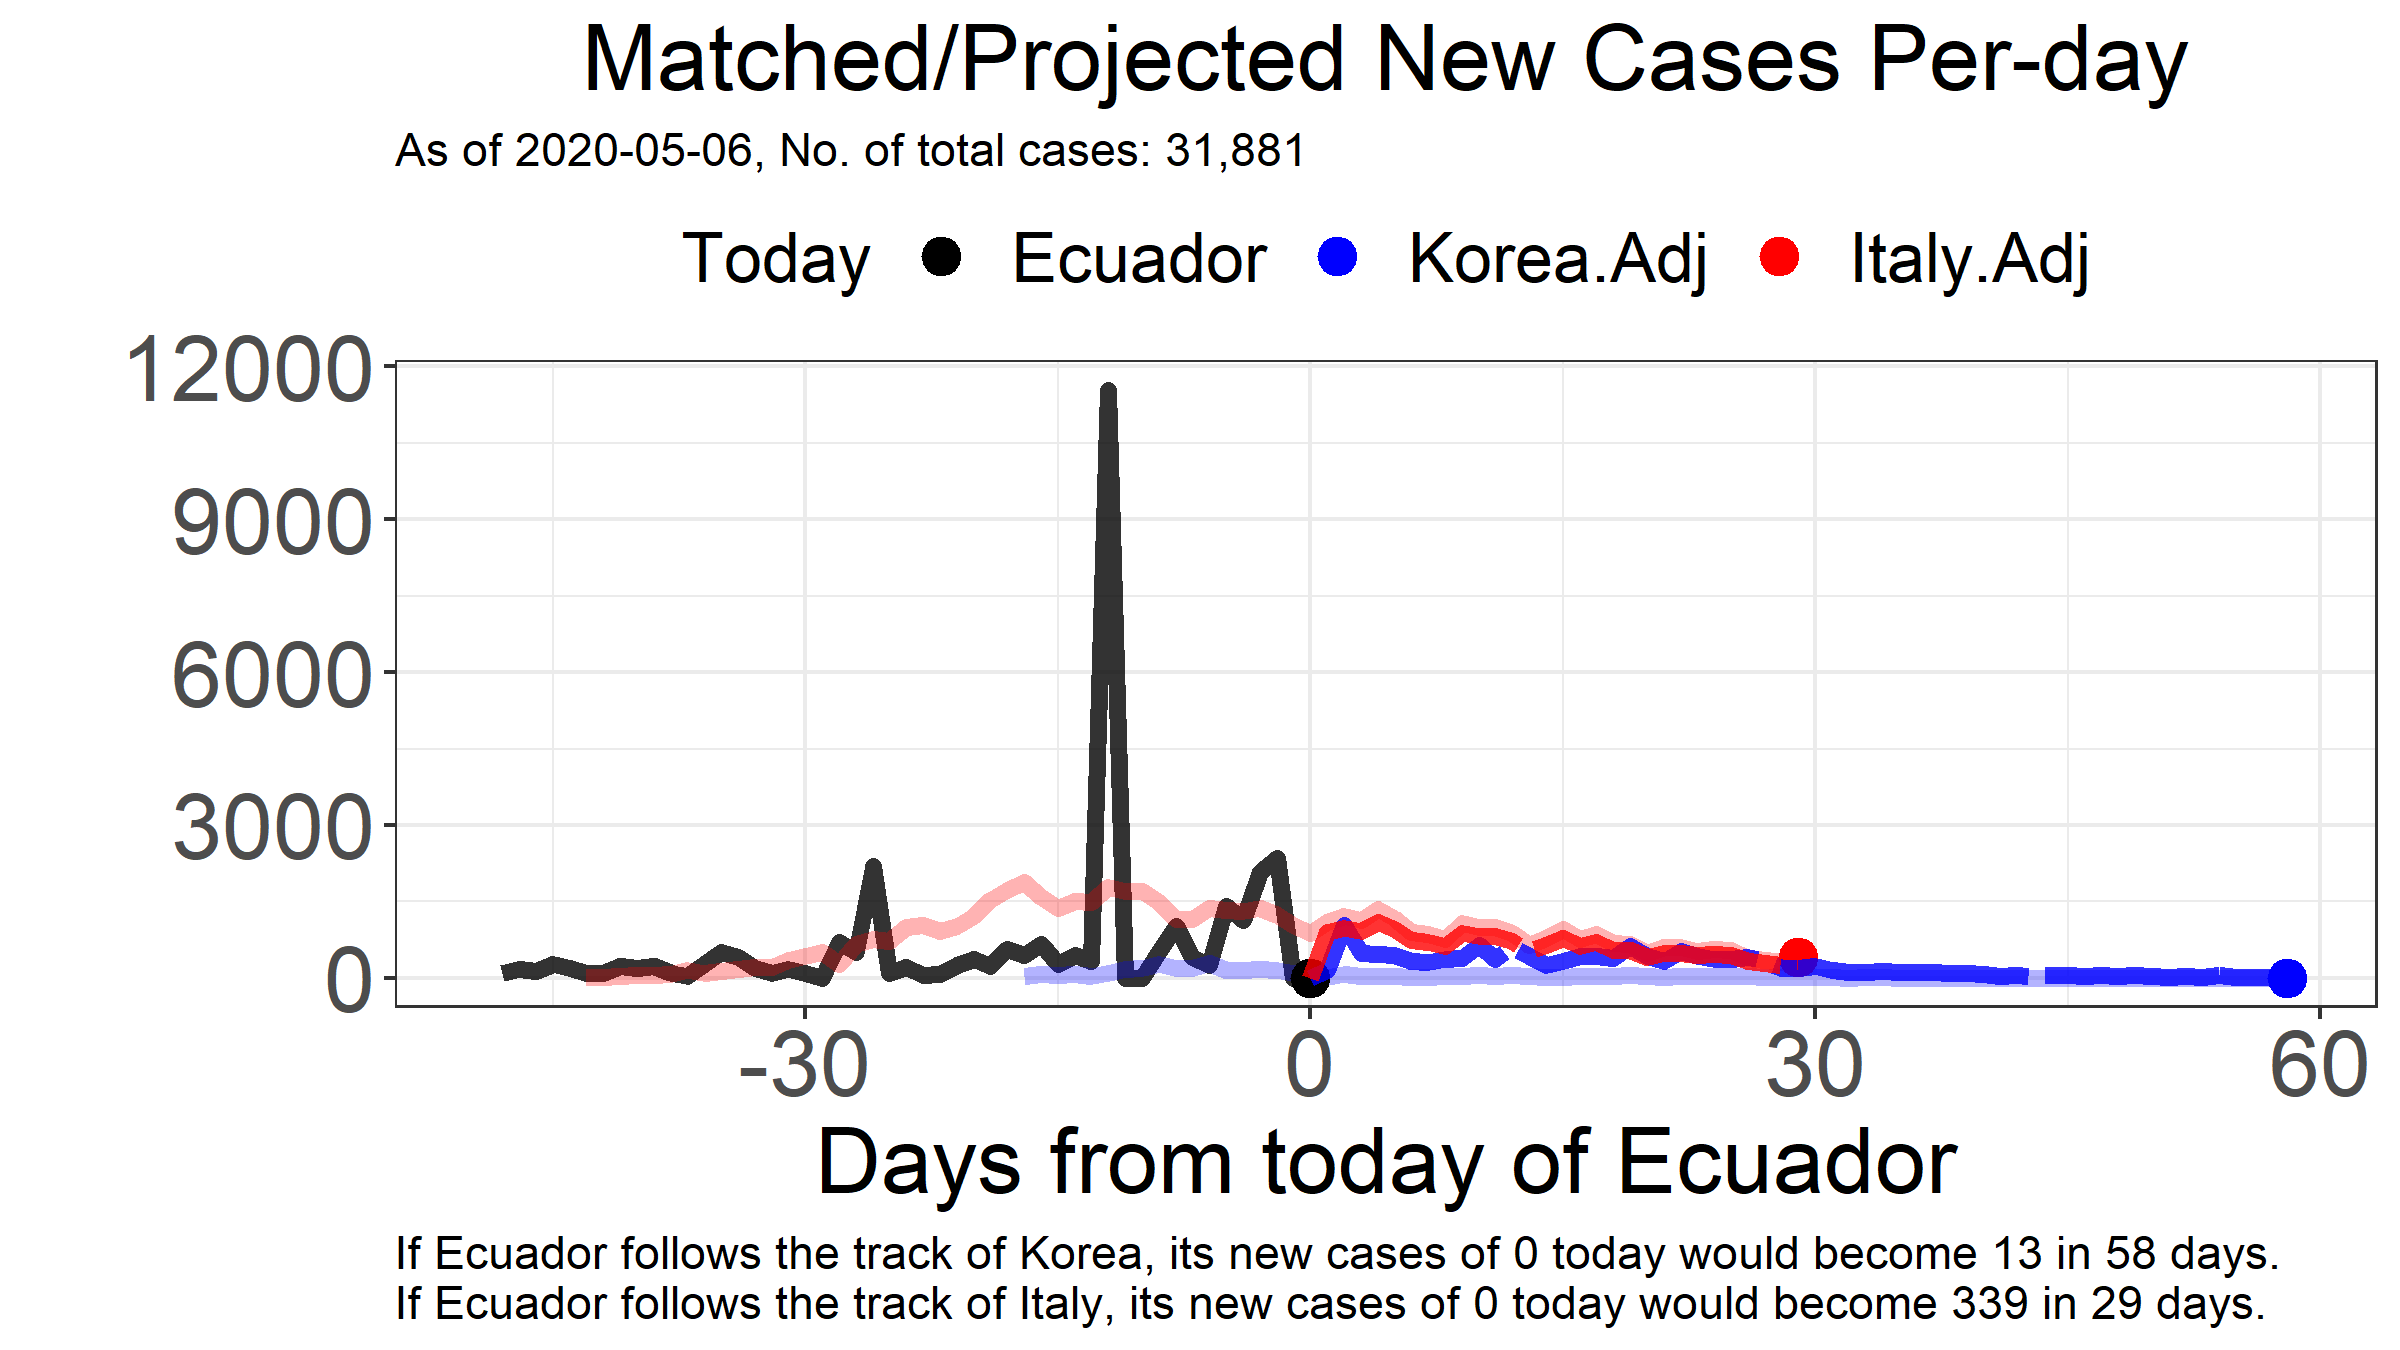 Matched/Projected New Cases Per-day
As of 2020-05-06, No. of total cases: 31,881
Today Ecuador Korea.Adj Italy.Adj
12000
9000
6000
3000
0
-30 0 30 60
Days from today of Ecuador
If Ecuador follows the track of Korea, its new cases of 0 today would become 13 in 58 days.
If Ecuador follows the track of Italy, its new cases of 0 today would become 339 in 29 days.